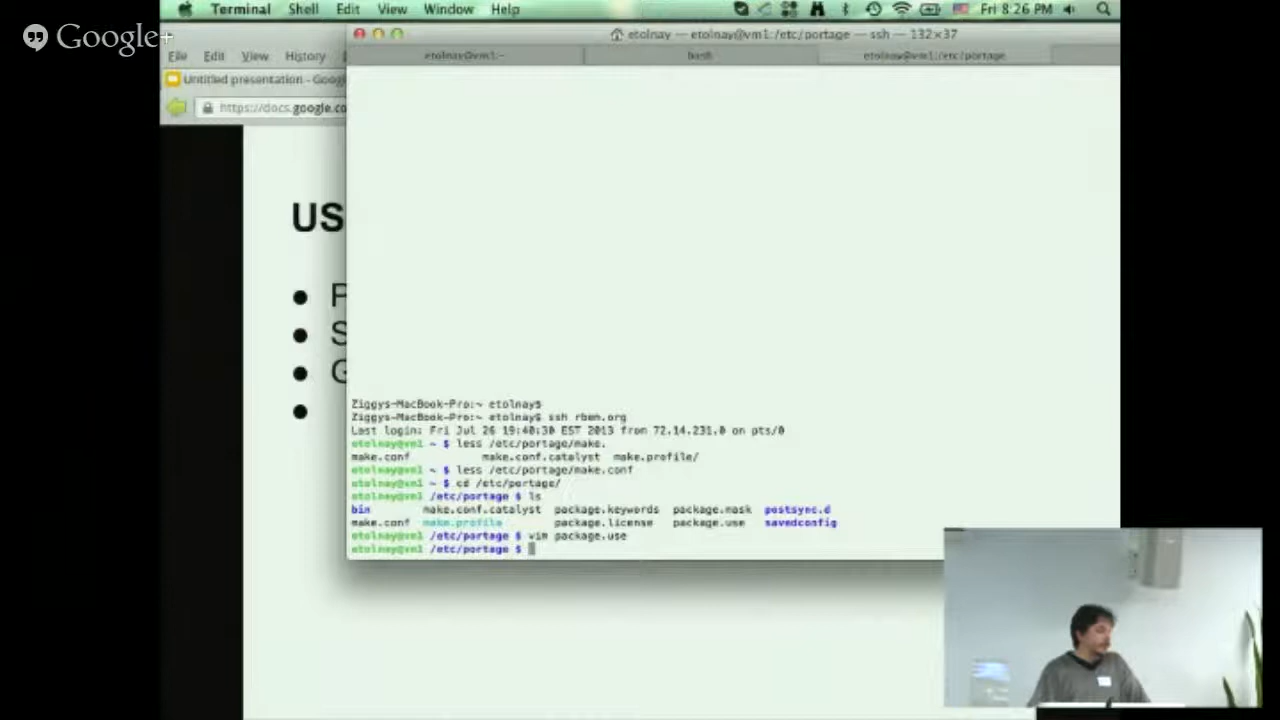 Google+
Terminal Shell Edit View Window Help Fri 8:26 PM
etolnay — etolnay@vm1:/etc/portage — ssh — 132×37
File Edit View History
etolnay@vm1:~ bash etolnay@vm1:/etc/portage
Untitled presentation - Goog
https://docs.google.co
US
P
S
G
Ziggys-MacBook-Pro:~ etolnay$
Ziggys-MacBook-Pro:~ etolnay$ ssh rbem.org
Last login: Fri Jul 26 19:40:30 EST 2013 from 72.14.231.0 on pts/0
etolnay@vm1 ~ $ less /etc/portage/make.
make.conf make.conf.catalyst make.profile/
etolnay@vm1 ~ $ less /etc/portage/make.conf
etolnay@vm1 ~ $ cd /etc/portage/
etolnay@vm1 /etc/portage $ ls
bin make.conf.catalyst package.keywords package.mask postsync.d
make.conf make.profile package.license package.use savedconfig
etolnay@vm1 /etc/portage $ vim package.use
etolnay@vm1 /etc/portage $